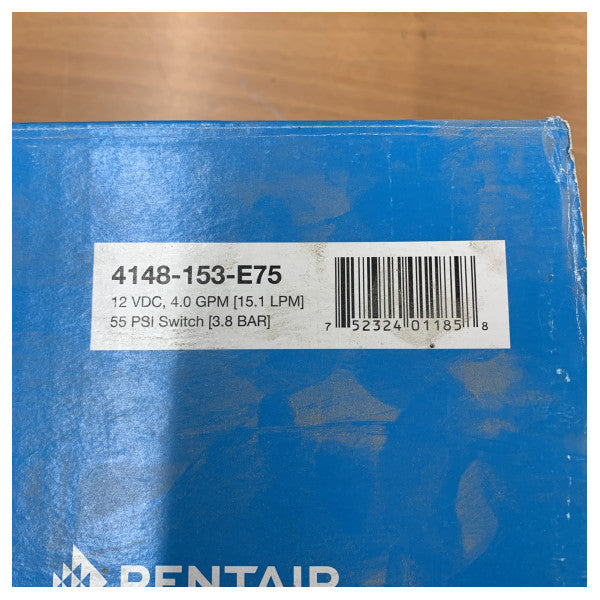 4148-153-E75
12 VDC, 4.0 GPM [15.1 LPM]
55 PSI Switch [3.8 BAR]
7 52324 01185 8
PENTAIR